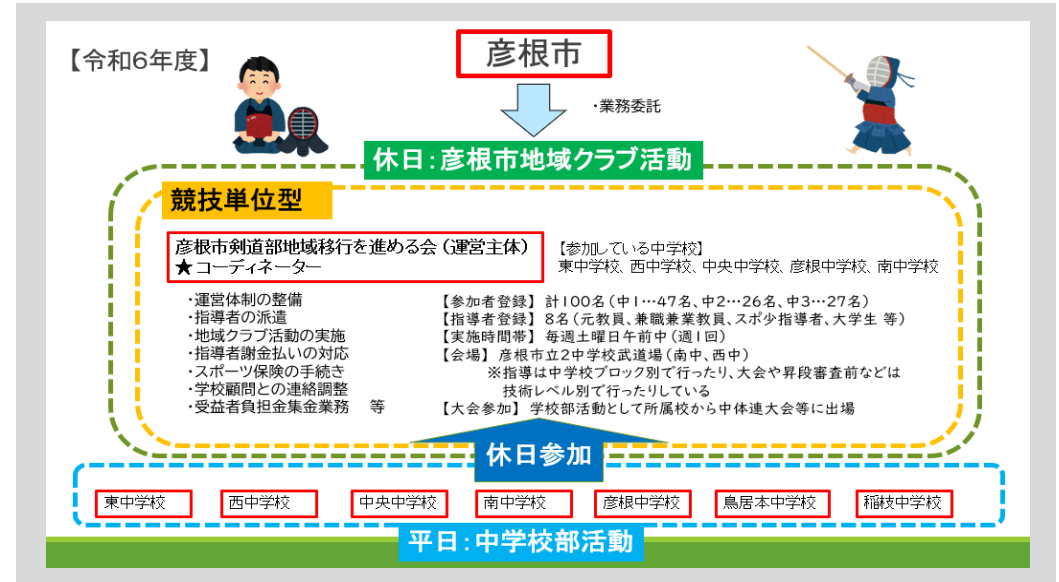 【令和6年度】
彦根市
・業務委託
休日：彦根市地域クラブ活動
競技単位型
彦根市剣道部地域移行を進める会（運営主体）
★コーディネーター
【参加している中学校】
東中学校、西中学校、中央中学校、彦根中学校、南中学校
・運営体制の整備
・指導者の派遣
・地域クラブ活動の実施
・指導者謝金払いの対応
・スポーツ保険の手続き
・学校顧問との連絡調整
・受益者負担金集金業務　等
【参加者登録】計100名（中1…47名、中2…26名、中3…27名）
【指導者登録】8名（元教員、兼職兼業教員、スポ少指導者、大学生 等）
【実施時間帯】毎週土曜日午前中（週1回）
【会場】彦根市立2中学校武道場（南中、西中）
※指導は中学校ブロック別で行ったり、大会や昇段審査前などは
技術レベル別で行ったりしている
【大会参加】学校部活動として所属校から中体連大会等に出場
休日参加
東中学校
西中学校
中央中学校
南中学校
彦根中学校
鳥居本中学校
稲枝中学校
平日：中学校部活動